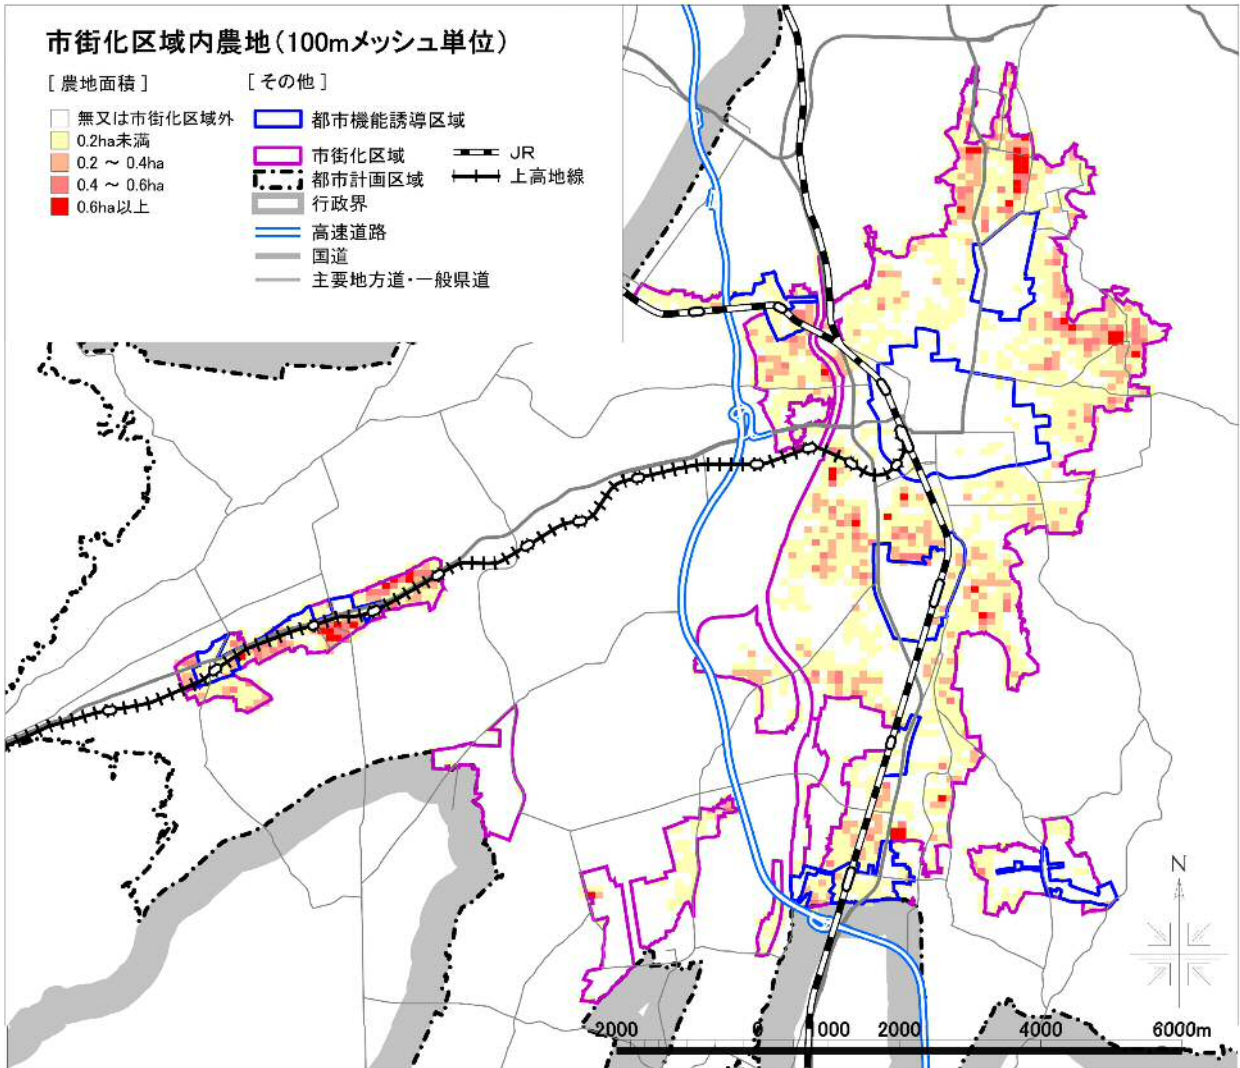 市街化区域内農地(100mメッシュ単位)
[ 農地面積 ]
無又は市街化区域外
0.2ha未満
0.2 ～ 0.4ha
0.4 ～ 0.6ha
0.6ha以上
[ その他 ]
都市機能誘導区域
市街化区域
都市計画区域
行政界
高速道路
国道
主要地方道・一般県道
JR
上高地線
N
-2000 0 1000 2000 4000 6000m